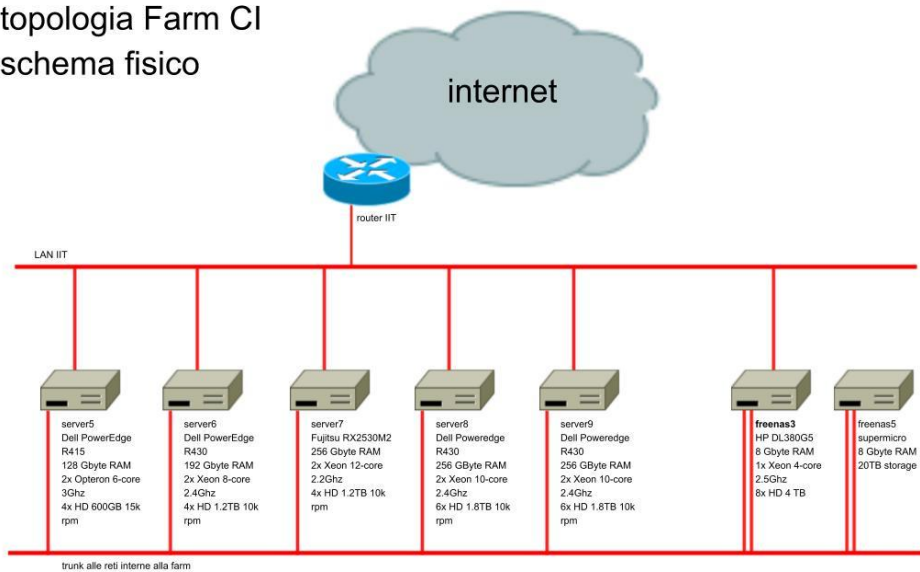 topologia Farm CI
schema fisico
internet
router IIT
LAN IIT
server5
Dell PowerEdge
R415
128 Gbyte RAM
2x Opteron 6-core
3Ghz
4x HD 600GB 15k
rpm
server6
Dell PowerEdge
R430
192 Gbyte RAM
2x Xeon 8-core
2.4Ghz
4x HD 1.2TB 10k
rpm
server7
Fujitsu RX2530M2
256 Gbyte RAM
2x Xeon 12-core
2.2Ghz
4x HD 1.2TB 10k
rpm
server8
Dell Poweredge
R430
256 GByte RAM
2x Xeon 10-core
2.4Ghz
6x HD 1.8TB 10k
rpm
server9
Dell Poweredge
R430
256 GByte RAM
2x Xeon 10-core
2.4Ghz
6x HD 1.8TB 10k
rpm
freenas3
HP DL380G5
8 Gbyte RAM
1x Xeon 4-core
2.5Ghz
8x HD 4 TB
freenas5
supermicro
8 Gbyte RAM
20TB storage
trunk alle reti interne alla farm